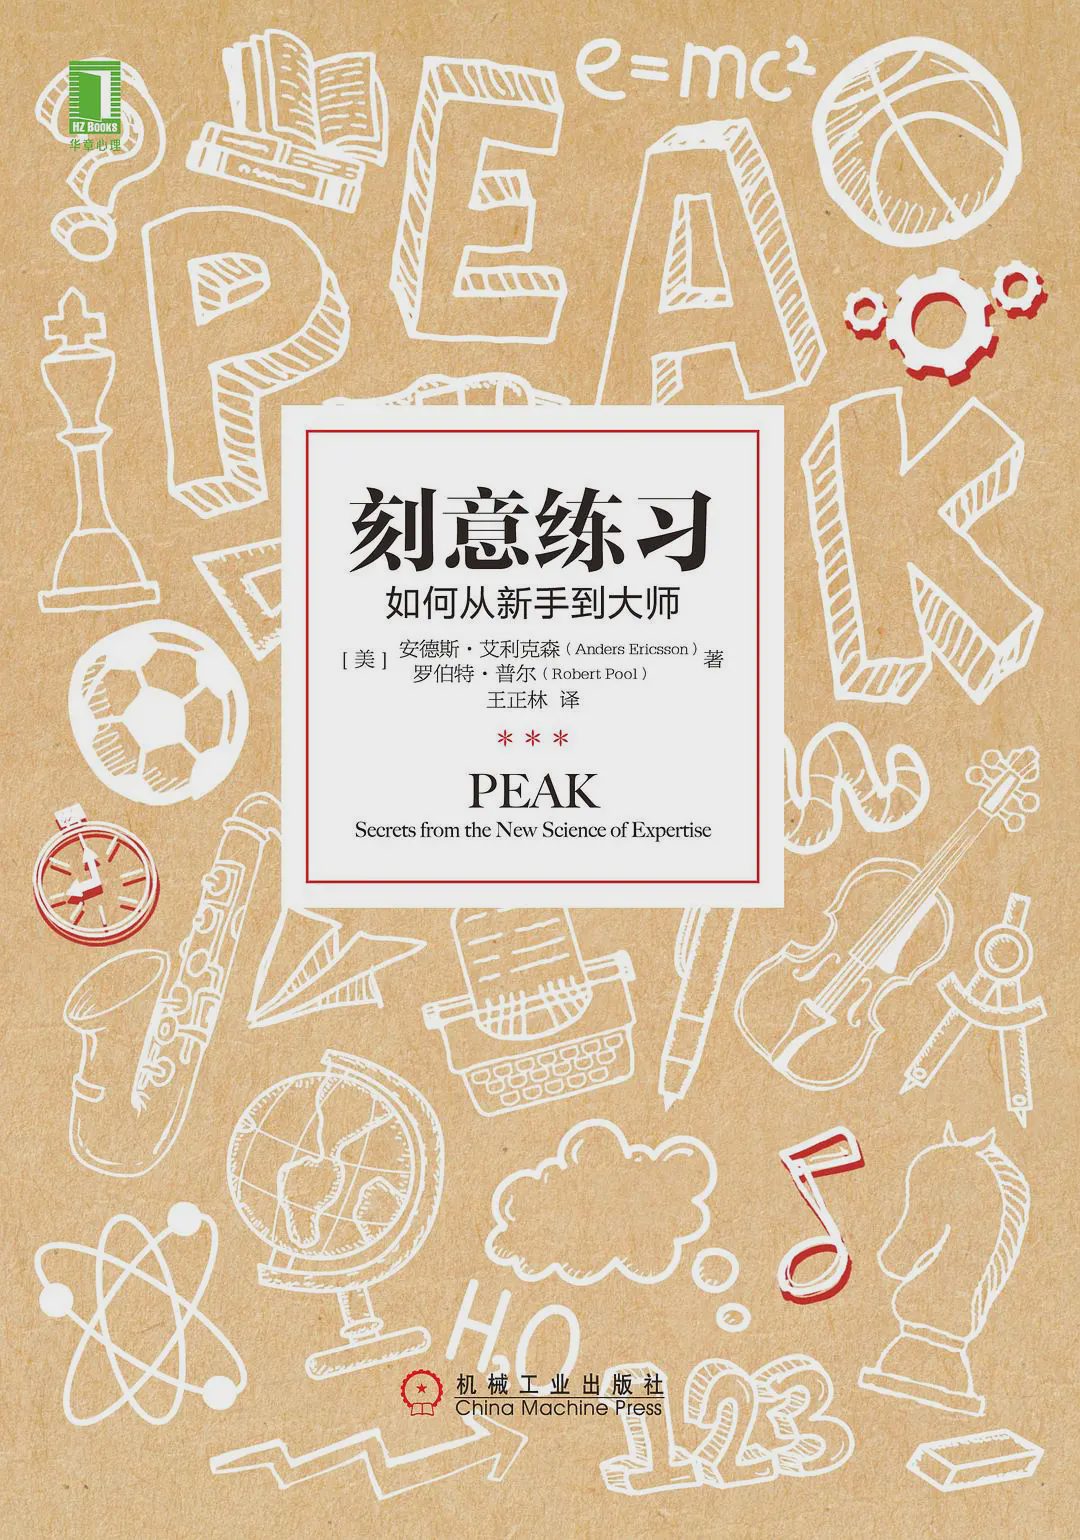 e=mc²
HZ BOOKS
华章心理
PEAK
刻意练习
如何从新手到大师
[美] 安德斯·艾利克森（Anders Ericsson）
罗伯特·普尔（Robert Pool） 著
王正林 译
***
PEAK
Secrets from the New Science of Expertise
H₂O
机械工业出版社
China Machine Press
123